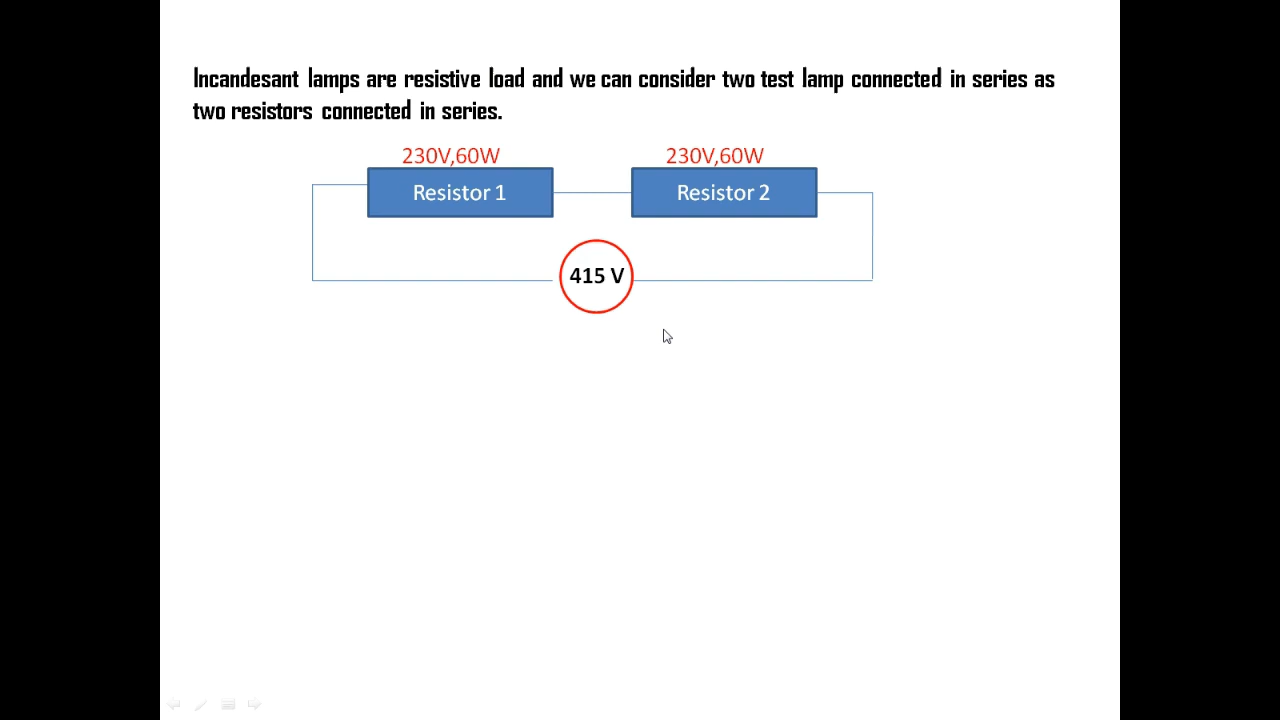 Incandesant lamps are resistive load and we can consider two test lamp connected in series as
two resistors connected in series.
230V,60W
230V,60W
Resistor 1
Resistor 2
415 V